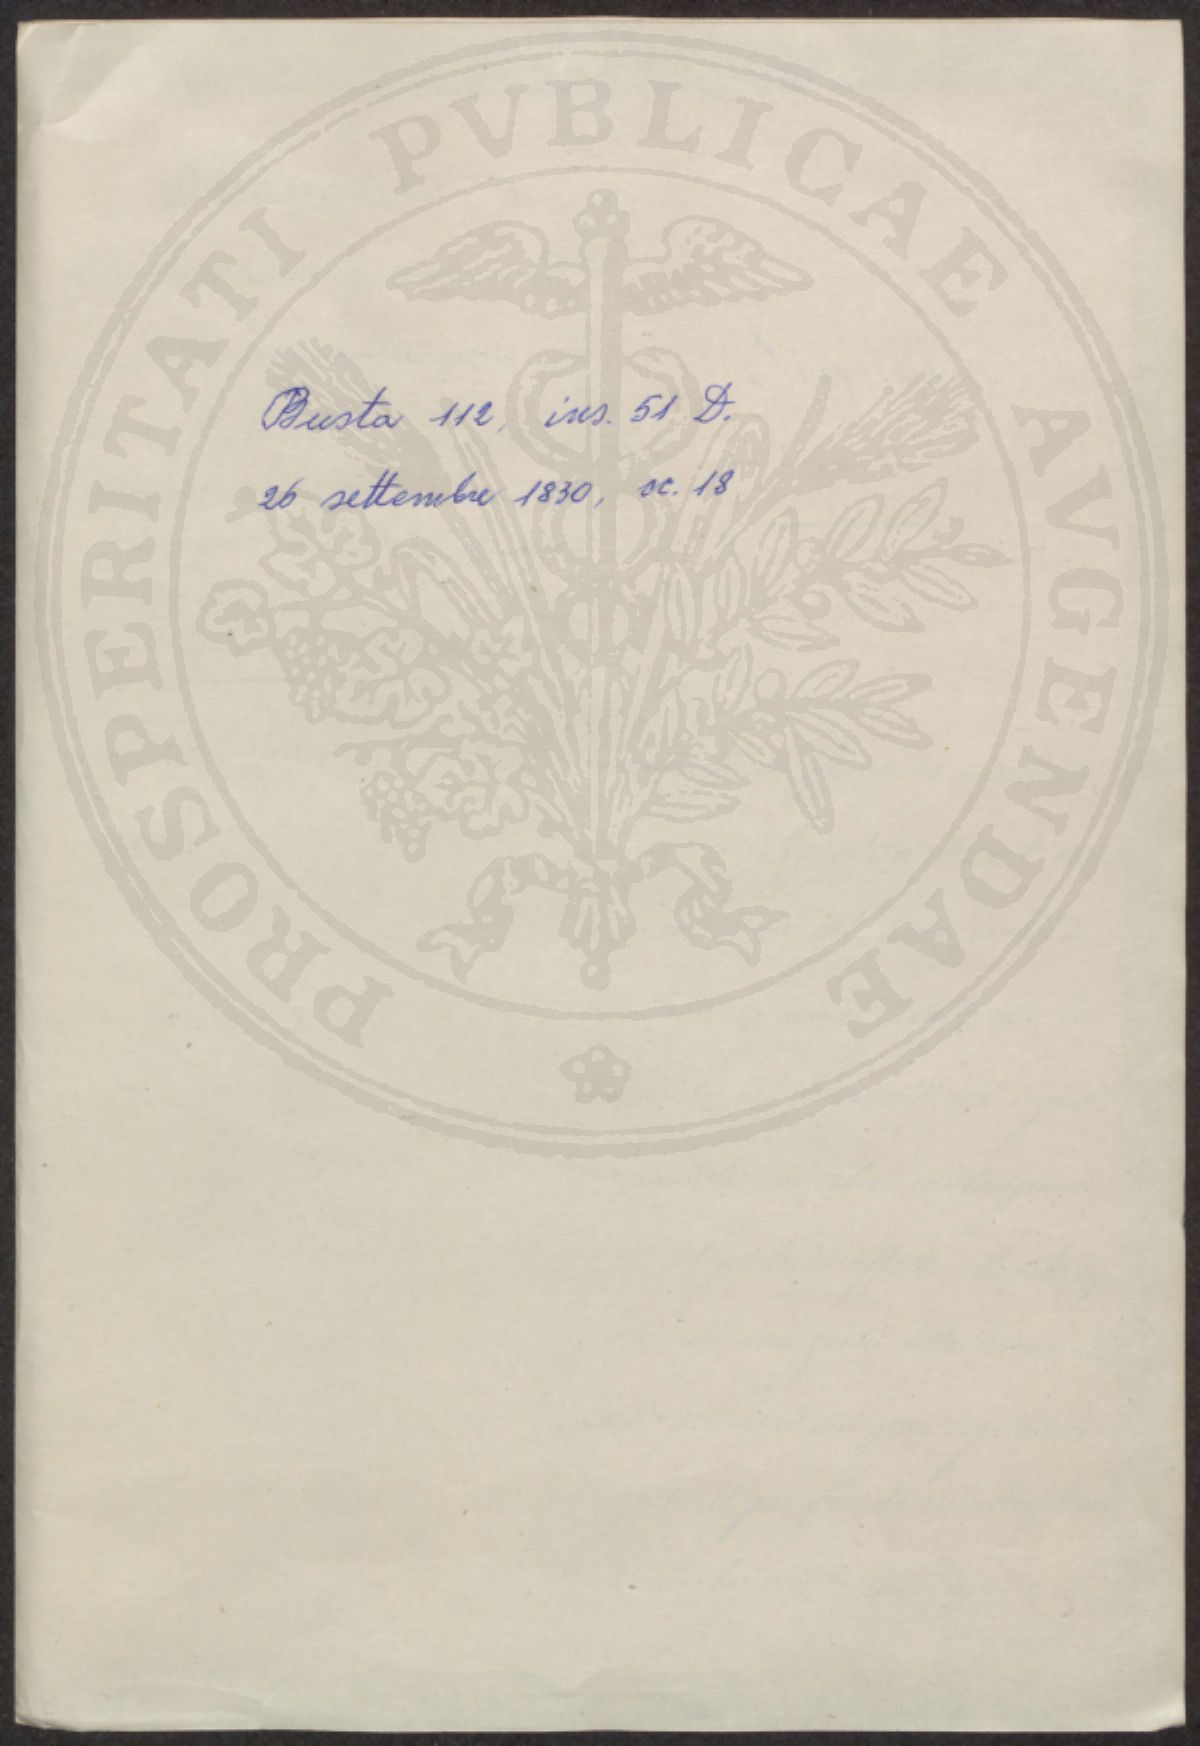 Busta 112, ins. 51 D.
26 settembre 1830, cc. 18
PROSPERITATI PVBLICAE AVGENDAE